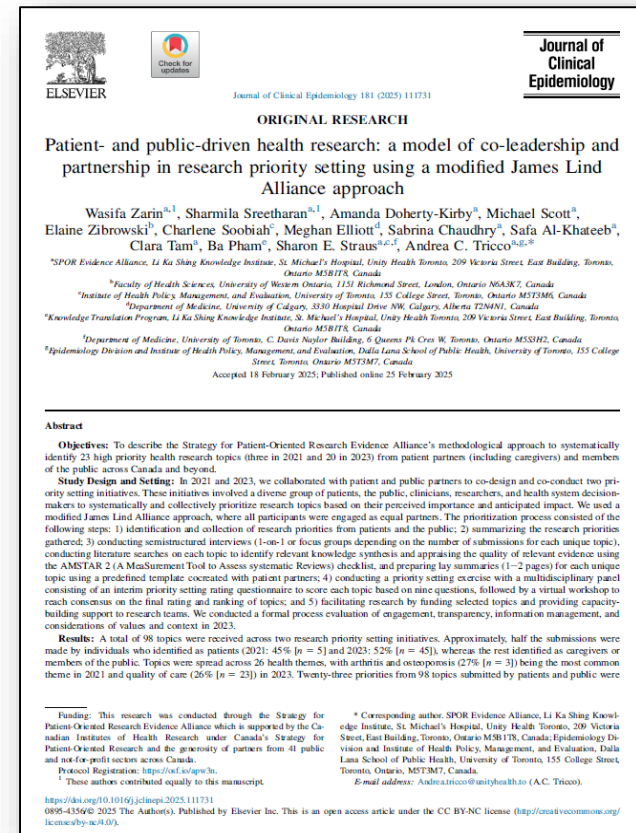 Check for
updates
ELSEVIER
Journal of
Clinical
Epidemiology
Journal of Clinical Epidemiology 181 (2025) 111731
ORIGINAL RESEARCH
Patient- and public-driven health research: a model of co-leadership and
partnership in research priority setting using a modified James Lind
Alliance approach
Wasifa Zarin a,1, Sharmila Sreetharan a,1, Amanda Doherty-Kirby a, Michael Scott a,
Elaine Zibrowski b, Charlene Soobiah c, Meghan Elliott d, Sabrina Chaudhry a, Safa Al-Khateeb a,
Clara Tam a, Ba Pham e, Sharon E. Straus a,c,f, Andrea C. Tricco a,g,*
a SPOR Evidence Alliance, Li Ka Shing Knowledge Institute, St. Michael's Hospital, Unity Health Toronto, 209 Victoria Street, East Building, Toronto,
Ontario M5B1T8, Canada
b Faculty of Health Sciences, University of Western Ontario, 1151 Richmond Street, London, Ontario N6A3K7, Canada
c Institute of Health Policy, Management, and Evaluation, University of Toronto, 155 College Street, Toronto, Ontario M5T3M6, Canada
d Department of Medicine, University of Calgary, 3330 Hospital Drive NW, Calgary, Alberta T2N4N1, Canada
e Knowledge Translation Program, Li Ka Shing Knowledge Institute, St. Michael's Hospital, Unity Health Toronto, 209 Victoria Street, East Building, Toronto,
Ontario M5B1T8, Canada
f Department of Medicine, University of Toronto, C. Davis Naylor Building, 6 Queens Pk Cres W, Toronto, Ontario M5S3H2, Canada
g Epidemiology Division and Institute of Health Policy, Management, and Evaluation, Dalla Lana School of Public Health, University of Toronto, 155 College
Street, Toronto, Ontario M5T3M7, Canada
Accepted 18 February 2025; Published online 25 February 2025
Abstract
Objectives: To describe the Strategy for Patient-Oriented Research Evidence Alliance's methodological approach to systematically
identify 23 high priority health research topics (three in 2021 and 20 in 2023) from patient partners (including caregivers) and members
of the public across Canada and beyond.
Study Design and Setting: In 2021 and 2023, we collaborated with patient and public partners to co-design and co-conduct two pri-
ority setting initiatives. These initiatives involved a diverse group of patients, the public, clinicians, researchers, and health system decision-
makers to systematically and collectively prioritize research topics based on their perceived importance and anticipated impact. We used a
modified James Lind Alliance approach, where all participants were engaged as equal partners. The prioritization process consisted of the
following steps: 1) identification and collection of research priorities from patients and the public; 2) summarizing the research priorities
gathered; 3) conducting semistructured interviews (1-on-1 or focus groups depending on the number of submissions for each unique topic),
conducting literature searches on each topic to identify relevant knowledge synthesis and appraising the quality of relevant evidence using
the AMSTAR 2 (A MeaSurement Tool to Assess systematic Reviews) checklist, and preparing lay summaries (1–2 pages) for each unique
topic using a predefined template cocreated with patient partners; 4) conducting a priority setting exercise with a multidisciplinary panel
consisting of an interim priority setting rating questionnaire to score each topic based on nine questions, followed by a virtual workshop to
reach consensus on the final rating and ranking of topics; and 5) facilitating research by funding selected topics and providing capacity-
building support to research teams. We conducted a formal process evaluation of engagement, transparency, information management, and
considerations of values and context in 2023.
Results: A total of 98 topics were received across two research priority setting initiatives. Approximately, half the submissions were
made by individuals who identified as patients (2021: 45% [n = 5] and 2023: 52% [n = 45]), whereas the rest identified as caregivers or
members of the public. Topics were spread across 26 health themes, with arthritis and osteoporosis (27% [n = 3]) being the most common
theme in 2021 and quality of care (26% [n = 23]) in 2023. Twenty-three priorities from 98 topics submitted by patients and public were
Funding: This research was conducted through the Strategy for
Patient-Oriented Research Evidence Alliance which is supported by the Ca-
nadian Institutes of Health Research under Canada's Strategy for
Patient-Oriented Research and the generosity of partners from 41 public
and not-for-profit sectors across Canada.
Protocol Registration: https://osf.io/apw3n.
1 These authors contributed equally to this manuscript.
* Corresponding author. SPOR Evidence Alliance, Li Ka Shing Knowl-
edge Institute, St. Michael's Hospital, Unity Health Toronto, 209 Victoria
Street, East Building, Toronto, Ontario M5B1T8, Canada; Epidemiology Di-
vision and Institute of Health Policy, Management, and Evaluation, Dalla
Lana School of Public Health, University of Toronto, 155 College Street,
Toronto, Ontario, M5T3M7, Canada.
E-mail address: Andrea.tricco@unityhealth.to (A.C. Tricco).
https://doi.org/10.1016/j.jclinepi.2025.111731
0895-4356/© 2025 The Author(s). Published by Elsevier Inc. This is an open access article under the CC BY-NC license (http://creativecommons.org/
licenses/by-nc/4.0/).